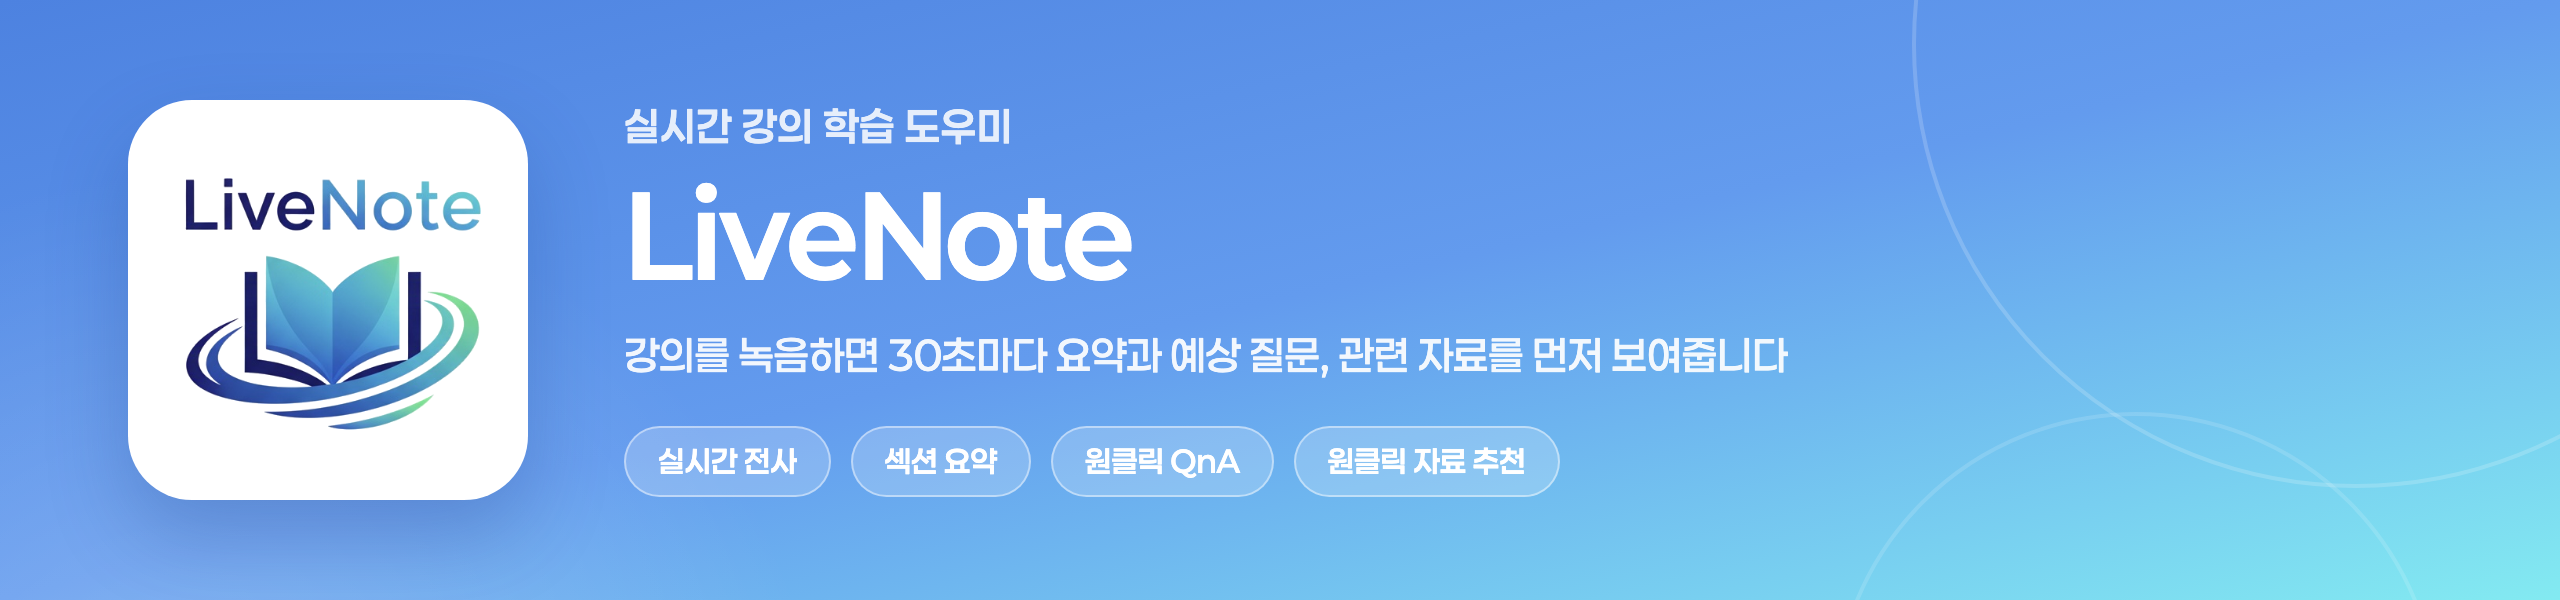 LiveNote
실시간 강의 학습 도우미
LiveNote
강의를 녹음하면 30초마다 요약과 예상 질문, 관련 자료를 먼저 보여줍니다
실시간 전사
섹션 요약
원클릭 QnA
원클릭 자료 추천